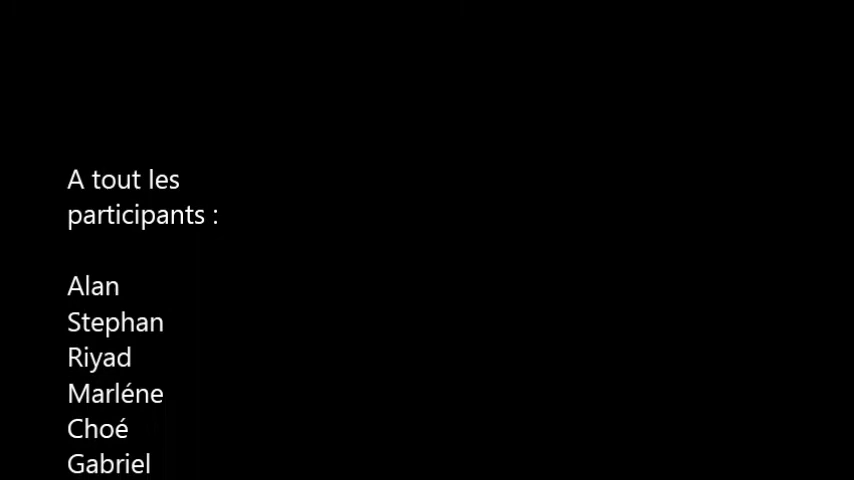 A tout les
participants :
Alan
Stephan
Riyad
Marléne
Choé
Gabriel